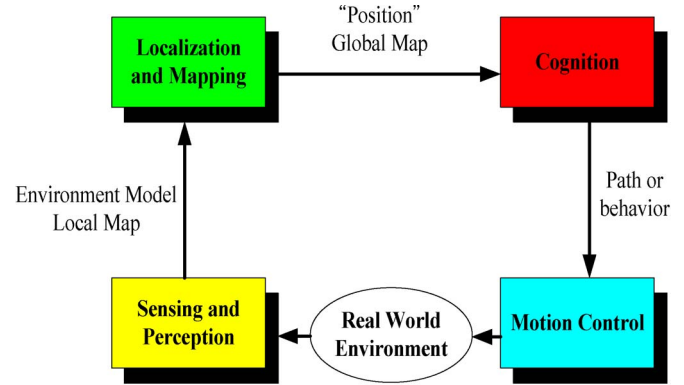 Localization
and Mapping
“Position”
Global Map
Cognition
Environment Model
Local Map
Path or
behavior
Sensing and
Perception
Real World
Environment
Motion Control